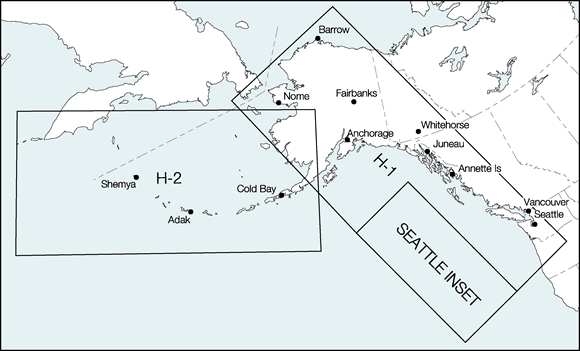 Barrow
Nome
Fairbanks
Whitehorse
Anchorage
Juneau
H-1
Annette Is
H-2
Shemya
Cold Bay
Adak
Vancouver
Seattle
SEATTLE INSET